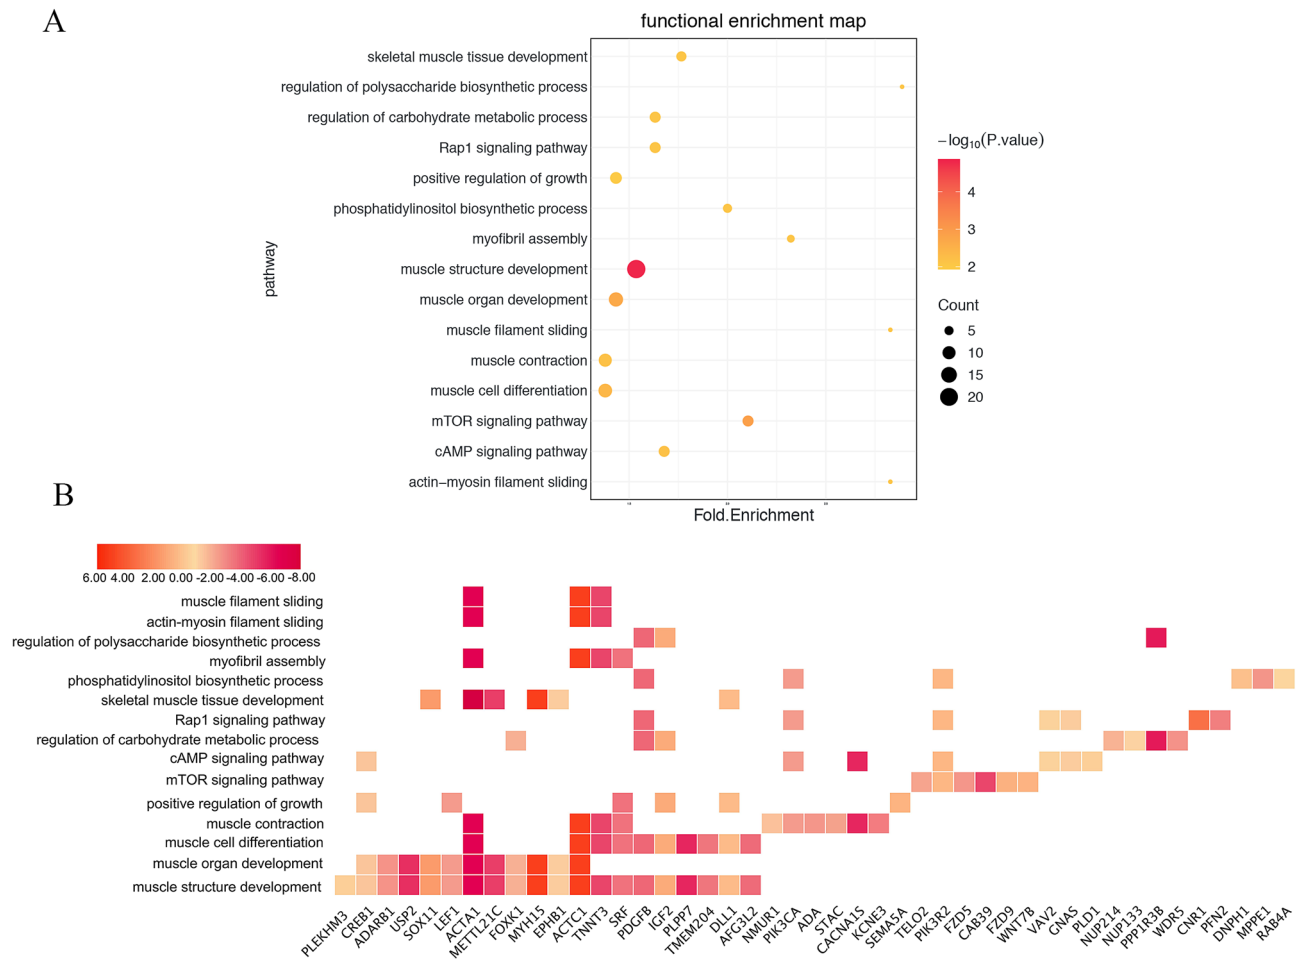 A
functional enrichment map
skeletal muscle tissue development
regulation of polysaccharide biosynthetic process
regulation of carbohydrate metabolic process
Rap1 signaling pathway
positive regulation of growth
phosphatidylinositol biosynthetic process
myofibril assembly
muscle structure development
muscle organ development
muscle filament sliding
muscle contraction
muscle cell differentiation
mTOR signaling pathway
cAMP signaling pathway
actin−myosin filament sliding
pathway
Fold.Enrichment
−log10(P.value)
4
3
2
Count
5
10
15
20
B
6.00 4.00 2.00 0.00 -2.00 -4.00 -6.00 -8.00
muscle filament sliding
actin-myosin filament sliding
regulation of polysaccharide biosynthetic process
myofibril assembly
phosphatidylinositol biosynthetic process
skeletal muscle tissue development
Rap1 signaling pathway
regulation of carbohydrate metabolic process
cAMP signaling pathway
mTOR signaling pathway
positive regulation of growth
muscle contraction
muscle cell differentiation
muscle organ development
muscle structure development
PLEKHM3
CREB1
ADARB1
USP2
SOX11
LEF1
ACTA1
METTL21C
FOXK1
MYH15
EPHB1
ACTC1
TNNT3
SRF
PDGFB
IGF2
PLPP7
TMEM204
DLL1
AFG3L2
NMUR1
PIK3CA
ADA
STAC
CACNA1S
KCNE3
SEMA5A
TELO2
PIK3R2
FZD5
CAB39
FZD9
WNT7B
VAV2
GNAS
PLD1
NUP214
NUP133
PPP1R3B
WDR5
CNR1
PFN2
DNPH1
MPPE1
RAB4A